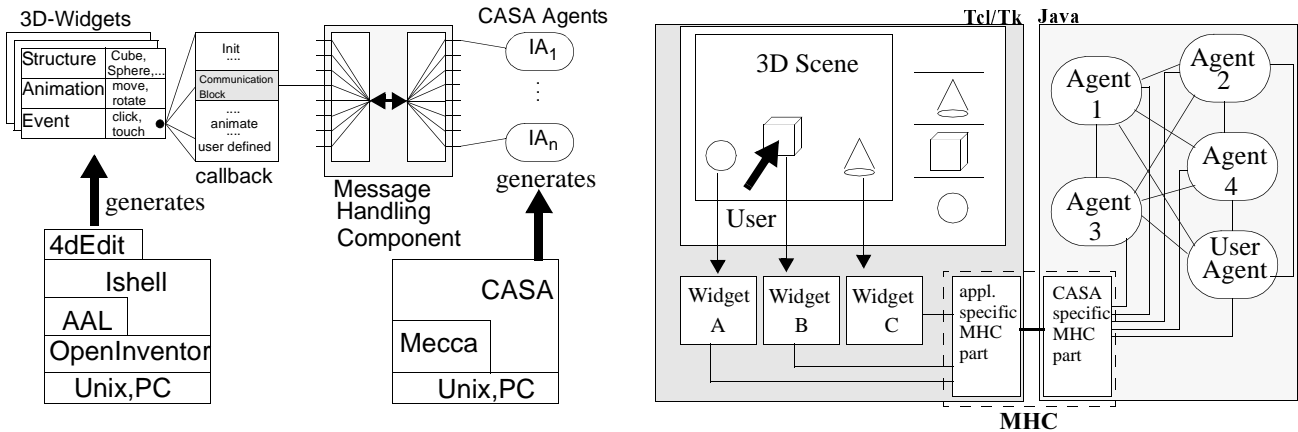 3D-Widgets
Structure
Cube,
Sphere,...
Animation
move,
rotate
Event
click,
touch
generates
4dEdit
Ishell
AAL
OpenInventor
Unix,PC
Init
....
Communication
Block
....
animate
....
user defined
callback
Message
Handling
Component
CASA Agents
IA1
IAn
generates
CASA
Mecca
Unix,PC
Tcl/Tk
3D Scene
User
Widget
A
Widget
B
Widget
C
appl.
specific
MHC
part
Java
Agent
1
Agent
2
Agent
3
Agent
4
User
Agent
CASA
specific
MHC
part
MHC